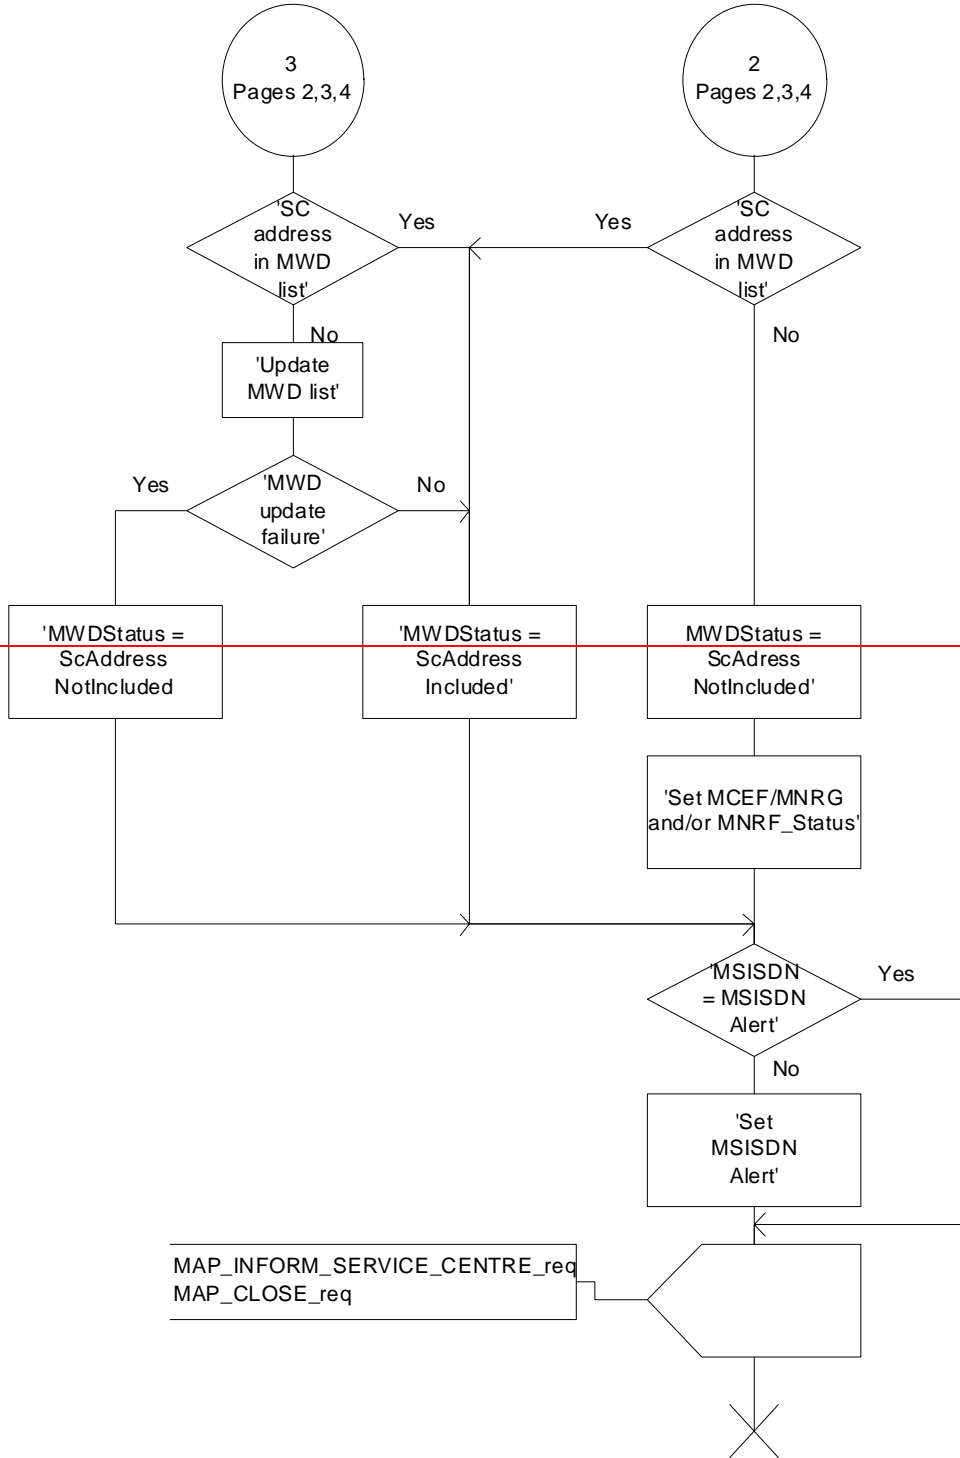 3
Pages 2,3,4
2
Pages 2,3,4
'SC
address
in MWD
list'
Yes
Yes
'SC
address
in MWD
list'
No
No
'Update
MWD list'
Yes
'MWD
update
failure'
No
'MWDStatus =
ScAddress
NotIncluded
'MWDStatus =
ScAddress
Included'
MWDStatus =
ScAdress
NotIncluded'
'Set MCEF/MNRG
and/or MNRF_Status'
'MSISDN
= MSISDN
Alert'
Yes
No
'Set
MSISDN
Alert'
MAP_INFORM_SERVICE_CENTRE_req
MAP_CLOSE_req